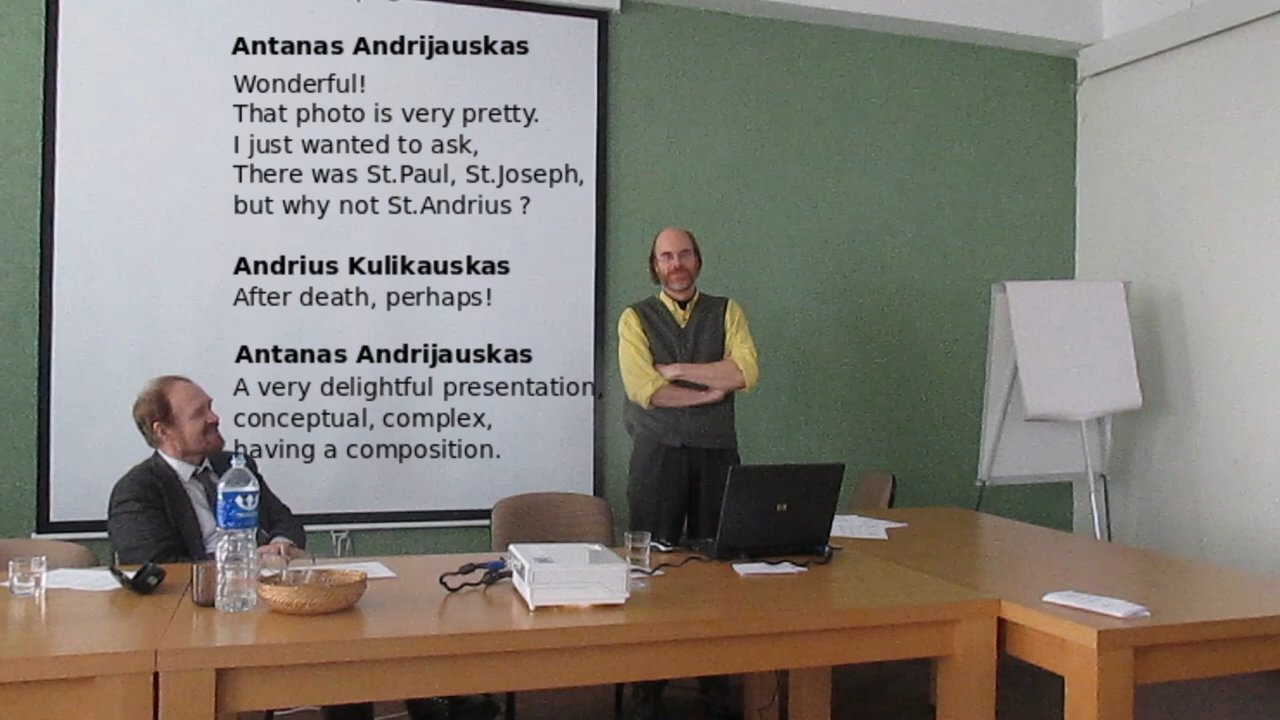 Antanas Andrijauskas
Wonderful!
That photo is very pretty.
I just wanted to ask,
There was St.Paul, St.Joseph,
but why not St.Andrius ?
Andrius Kulikauskas
After death, perhaps!
Antanas Andrijauskas
A very delightful presentation,
conceptual, complex,
having a composition.